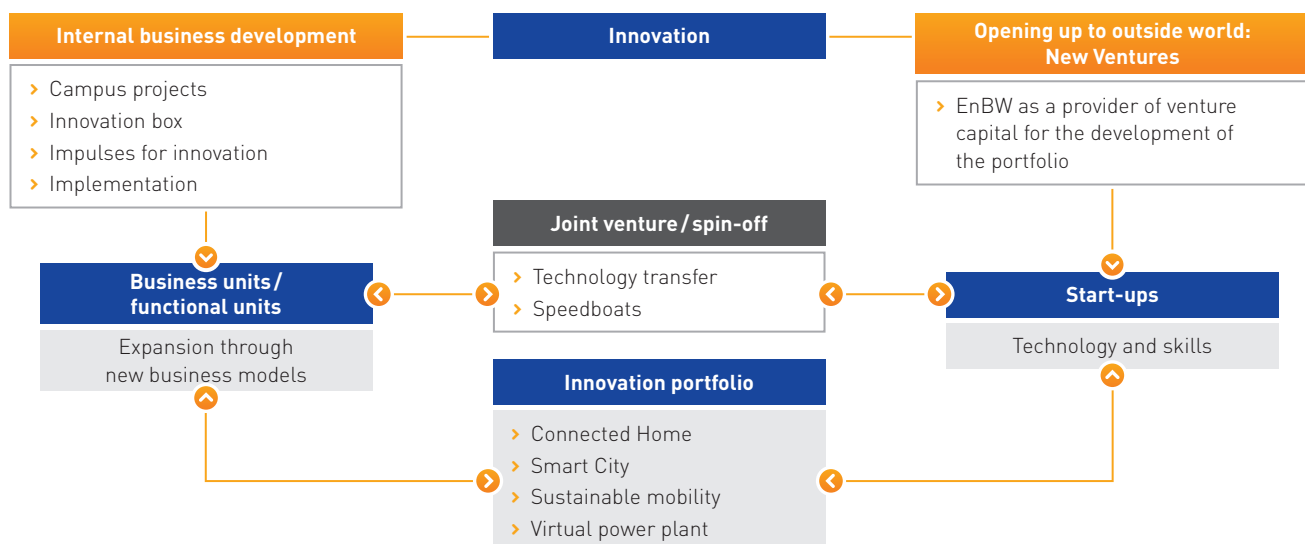 Internal business development
Innovation
Opening up to outside world:
New Ventures
Campus projects
Innovation box
Impulses for innovation
Implementation
EnBW as a provider of venture
capital for the development of
the portfolio
Joint venture / spin-off
Technology transfer
Speedboats
Business units /
functional units
Expansion through
new business models
Start-ups
Technology and skills
Innovation portfolio
Connected Home
Smart City
Sustainable mobility
Virtual power plant